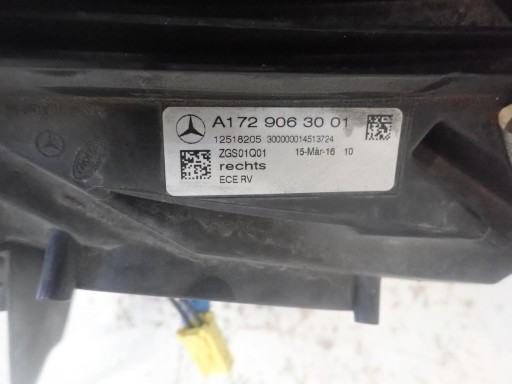 A172 906 30 01
12518205 300000014513724
ZGS01Q01 15-Mär-16 10
rechts
ECE RV